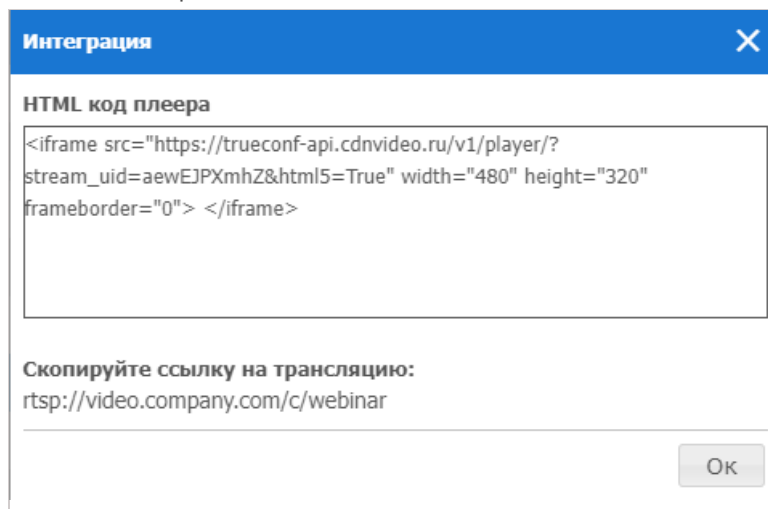 Интеграция
HTML код плеера
<iframe src="https://trueconf-api.cdnvideo.ru/v1/player/?
stream_uid=aewEJPXmhZ&html5=True" width="480" height="320"
frameborder="0"> </iframe>
Скопируйте ссылку на трансляцию:
rtsp://video.company.com/c/webinar
Ок